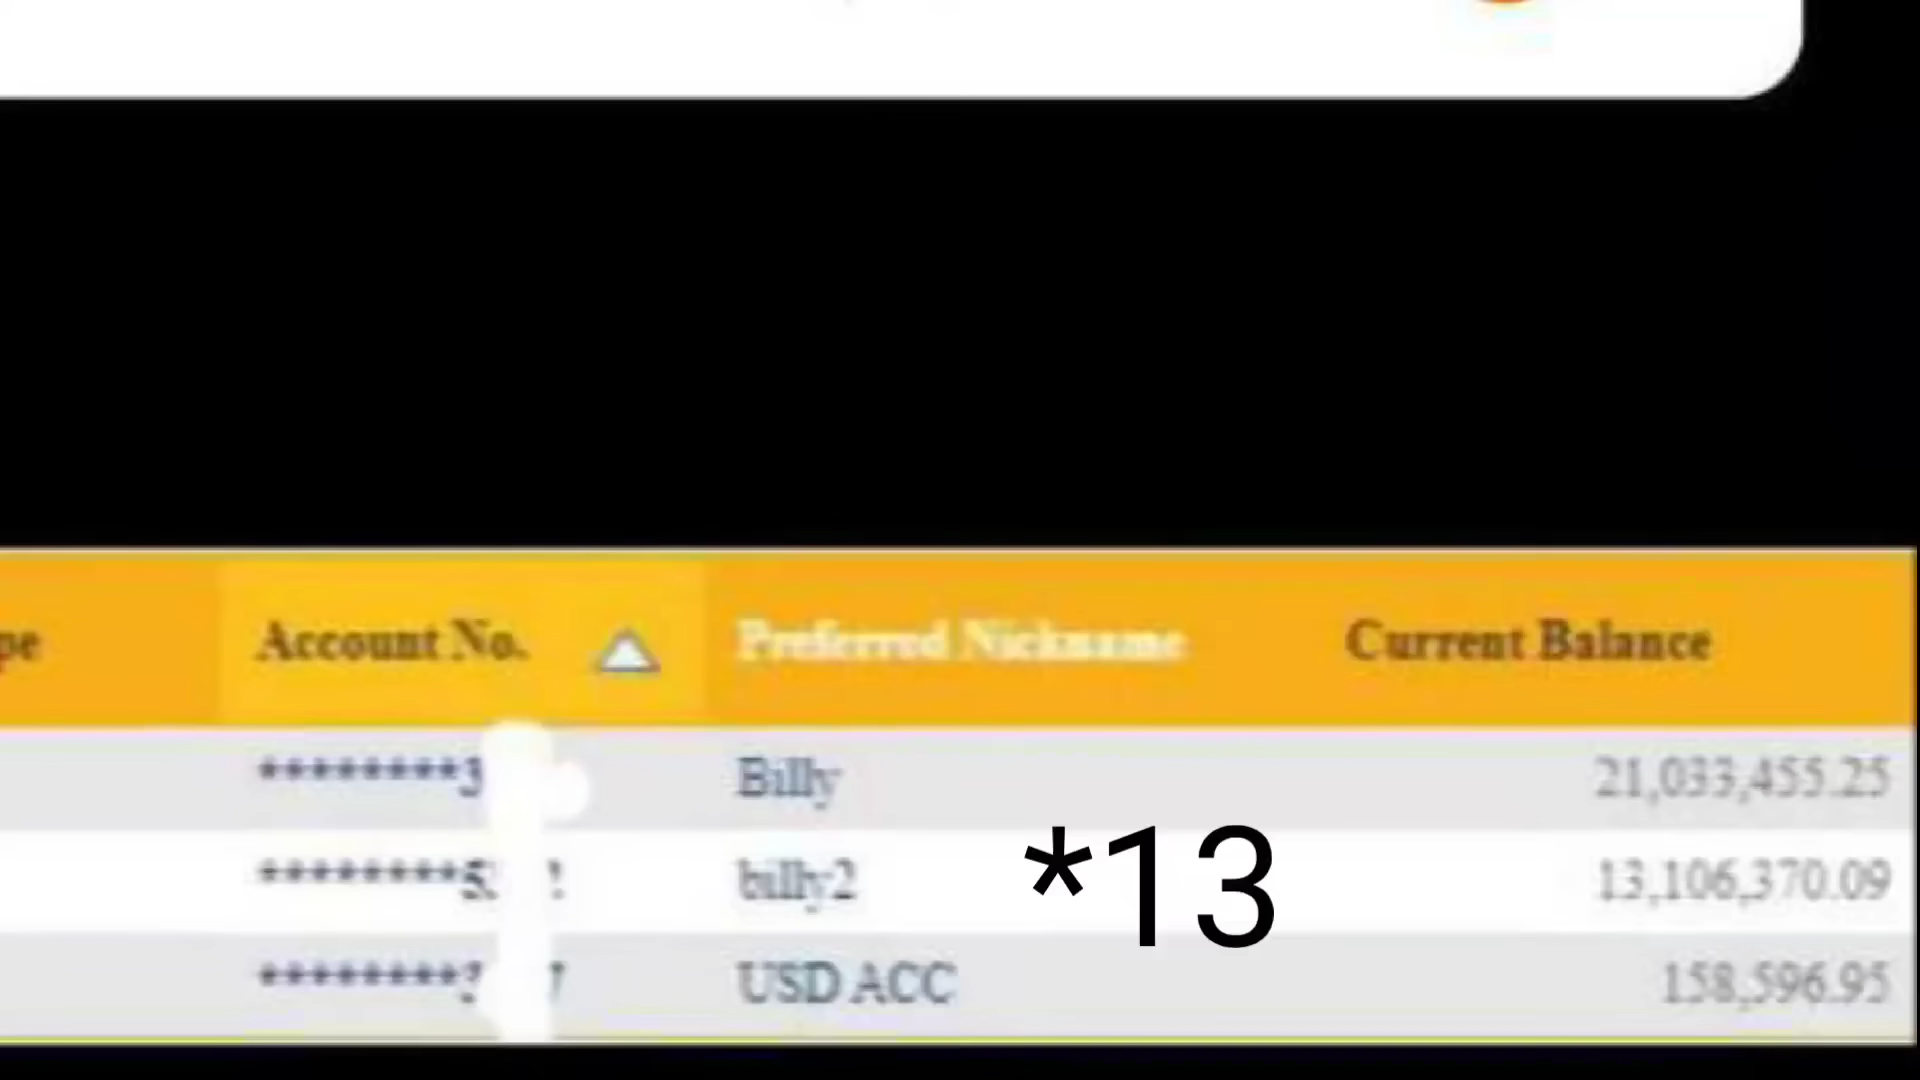 pe Account No. Preferred Nickname Current Balance
********3 Billy 21,033,455.25
********5 billy2 13,106,370.09
*13
******** USD ACC 158,596.95